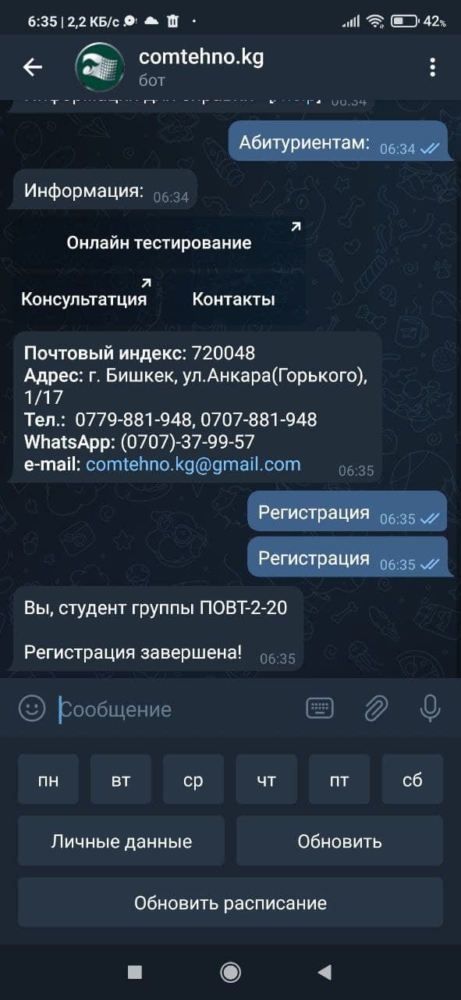 6:35 | 2,2 КБ/с
42%
comtehno.kg
бот
06:34
Абитуриентам: 06:34
Информация: 06:34
Онлайн тестирование
Консультатция Контакты
Почтовый индекс: 720048
Адрес: г. Бишкек, ул.Анкара(Горького),
1/17
Тел.: 0779-881-948, 0707-881-948
WhatsApp: (0707)-37-99-57
e-mail: comtehno.kg@gmail.com 06:35
Регистрация 06:35
Регистрация 06:35
Вы, студент группы ПОВТ-2-20
Регистрация завершена! 06:35
Сообщение
пн вт ср чт пт сб
Личные данные Обновить
Обновить расписание